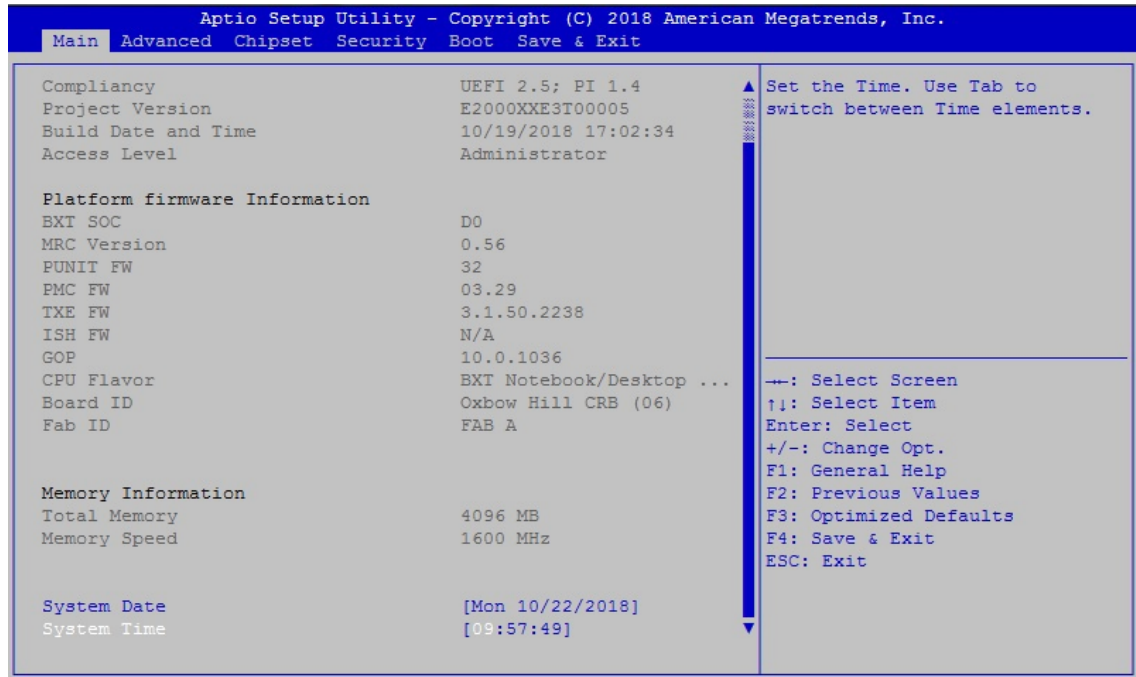 Aptio Setup Utility - Copyright (C) 2018 American Megatrends, Inc.
Main Advanced Chipset Security Boot Save & Exit
Compliancy UEFI 2.5; PI 1.4
Project Version E2000XXE3T00005
Build Date and Time 10/19/2018 17:02:34
Access Level Administrator
Platform firmware Information
BXT SOC D0
MRC Version 0.56
PUNIT FW 32
PMC FW 03.29
TXE FW 3.1.50.2238
ISH FW N/A
GOP 10.0.1036
CPU Flavor BXT Notebook/Desktop ...
Board ID Oxbow Hill CRB (06)
Fab ID FAB A
Memory Information
Total Memory 4096 MB
Memory Speed 1600 MHz
System Date [Mon 10/22/2018]
System Time [09:57:49]
Set the Time. Use Tab to
switch between Time elements.
→←: Select Screen
↑↓: Select Item
Enter: Select
+/-: Change Opt.
F1: General Help
F2: Previous Values
F3: Optimized Defaults
F4: Save & Exit
ESC: Exit